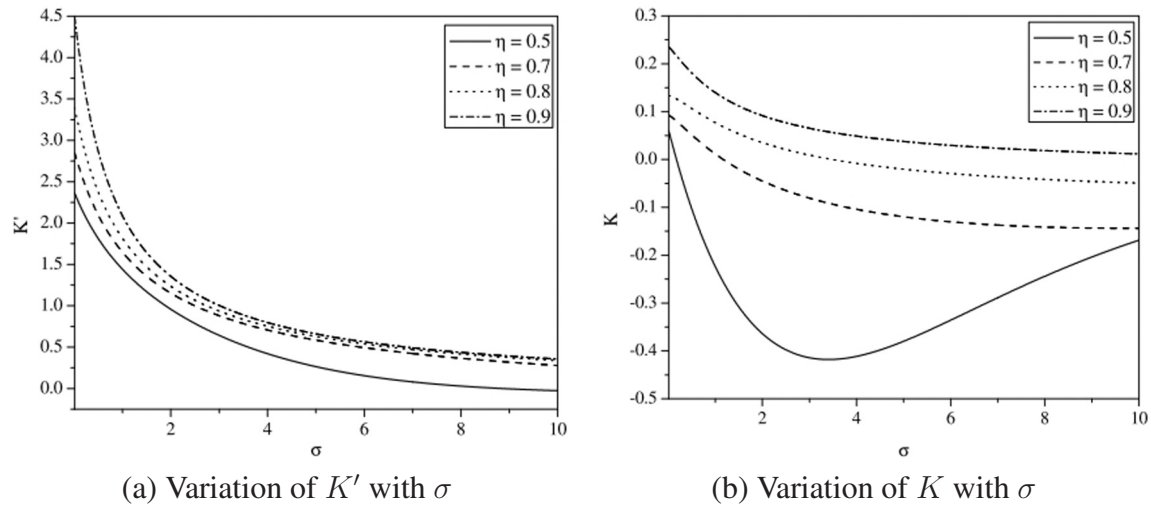 4.5
4.0
3.5
3.0
2.5
2.0
1.5
1.0
0.5
0.0
K'
2 4 6 8 10
σ
η = 0.5
η = 0.7
η = 0.8
η = 0.9
(a) Variation of K′ with σ
0.3
0.2
0.1
0.0
-0.1
-0.2
-0.3
-0.4
-0.5
K
2 4 6 8 10
σ
η = 0.5
η = 0.7
η = 0.8
η = 0.9
(b) Variation of K with σ